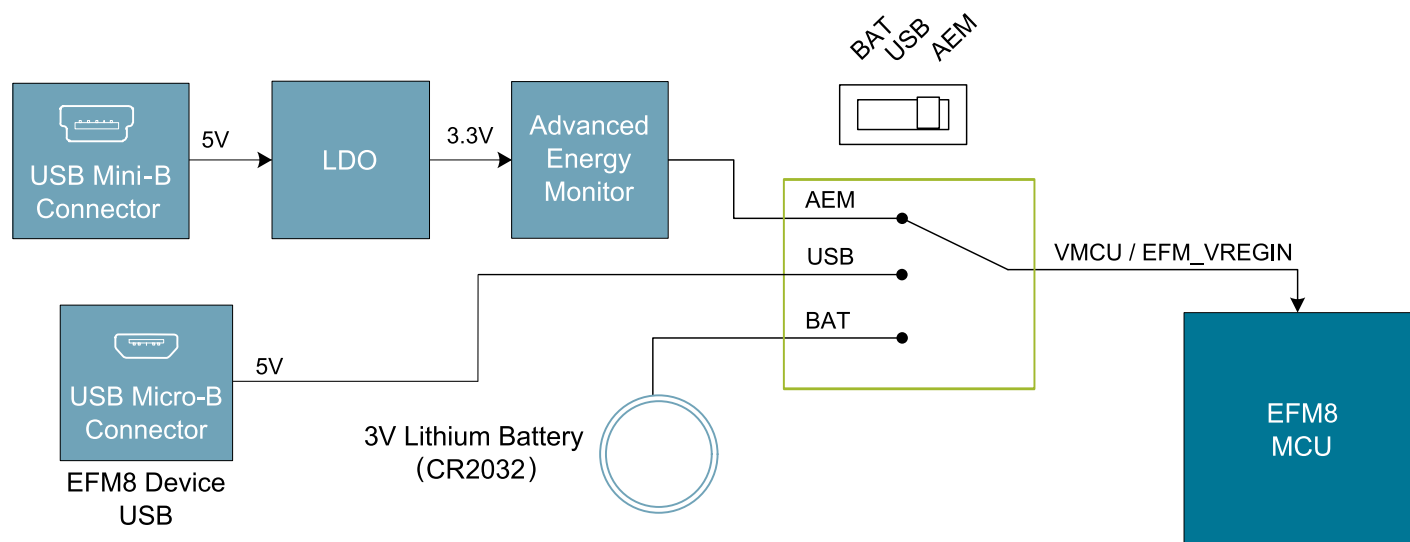 BAT
USB
AEM
USB Mini-B
Connector
5V
LDO
3.3V
Advanced
Energy
Monitor
AEM
USB
BAT
VMCU / EFM_VREGIN
USB Micro-B
Connector
5V
EFM8 Device
USB
3V Lithium Battery
(CR2032)
EFM8
MCU